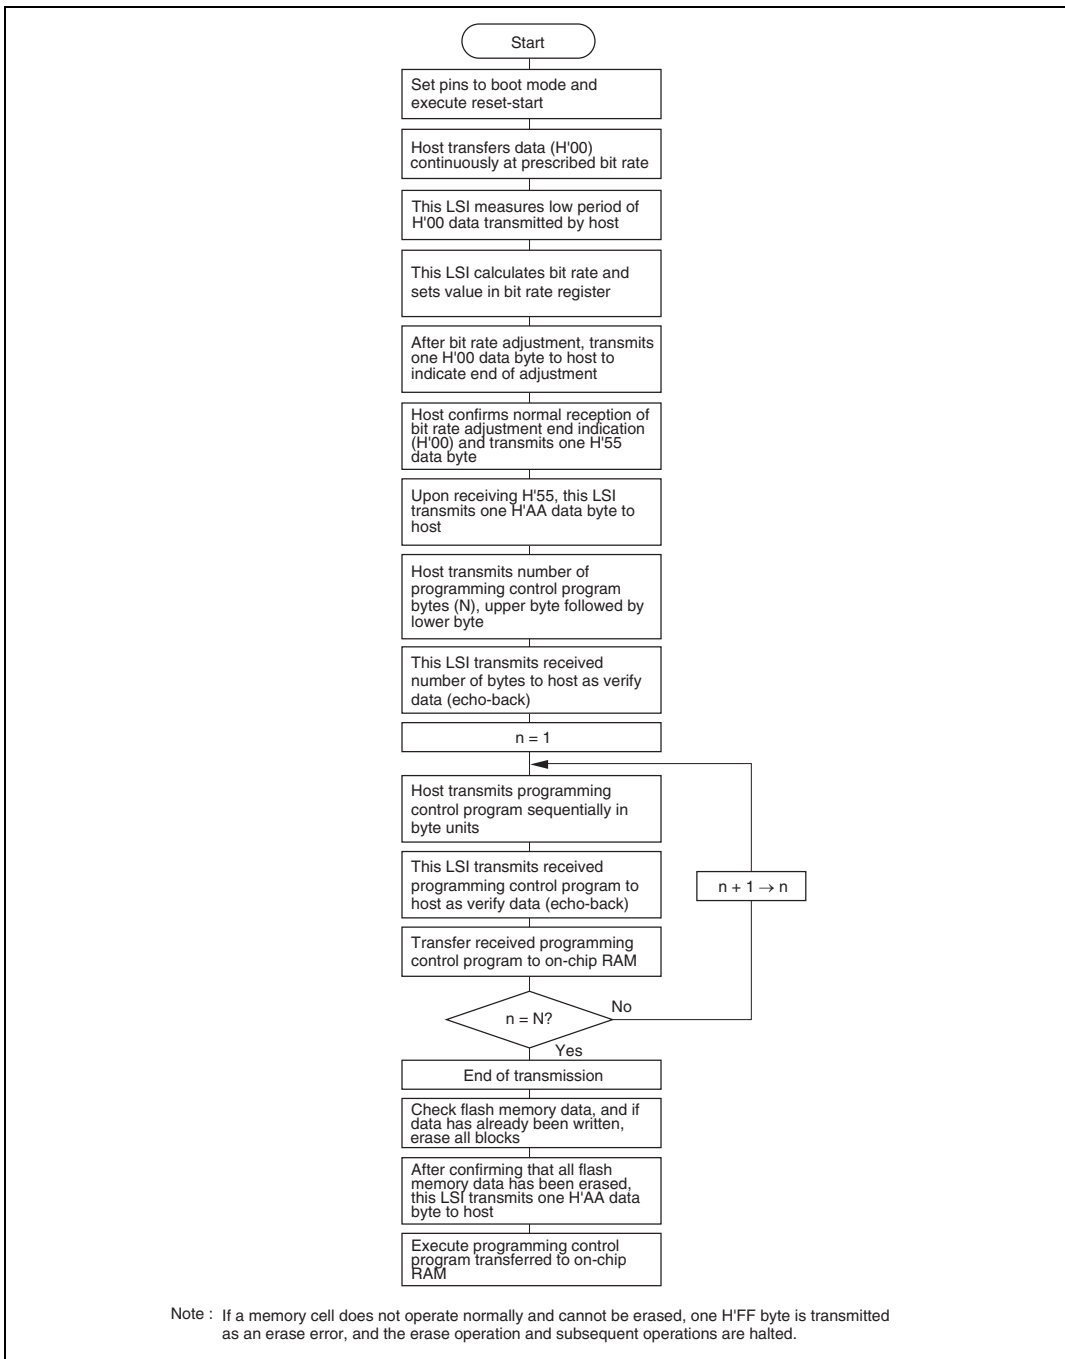 Start
Set pins to boot mode and
execute reset-start
Host transfers data (H'00)
continuously at prescribed bit rate
This LSI measures low period of
H'00 data transmitted by host
This LSI calculates bit rate and
sets value in bit rate register
After bit rate adjustment, transmits
one H'00 data byte to host to
indicate end of adjustment
Host confirms normal reception of
bit rate adjustment end indication
(H'00) and transmits one H'55
data byte
Upon receiving H'55, this LSI
transmits one H'AA data byte to
host
Host transmits number of
programming control program
bytes (N), upper byte followed by
lower byte
This LSI transmits received
number of bytes to host as verify
data (echo-back)
n = 1
Host transmits programming
control program sequentially in
byte units
This LSI transmits received
programming control program to
host as verify data (echo-back)
n + 1 → n
Transfer received programming
control program to on-chip RAM
n = N?
No
Yes
End of transmission
Check flash memory data, and if
data has already been written,
erase all blocks
After confirming that all flash
memory data has been erased,
this LSI transmits one H'AA data
byte to host
Execute programming control
program transferred to on-chip
RAM
Note : If a memory cell does not operate normally and cannot be erased, one H'FF byte is transmitted
as an erase error, and the erase operation and subsequent operations are halted.